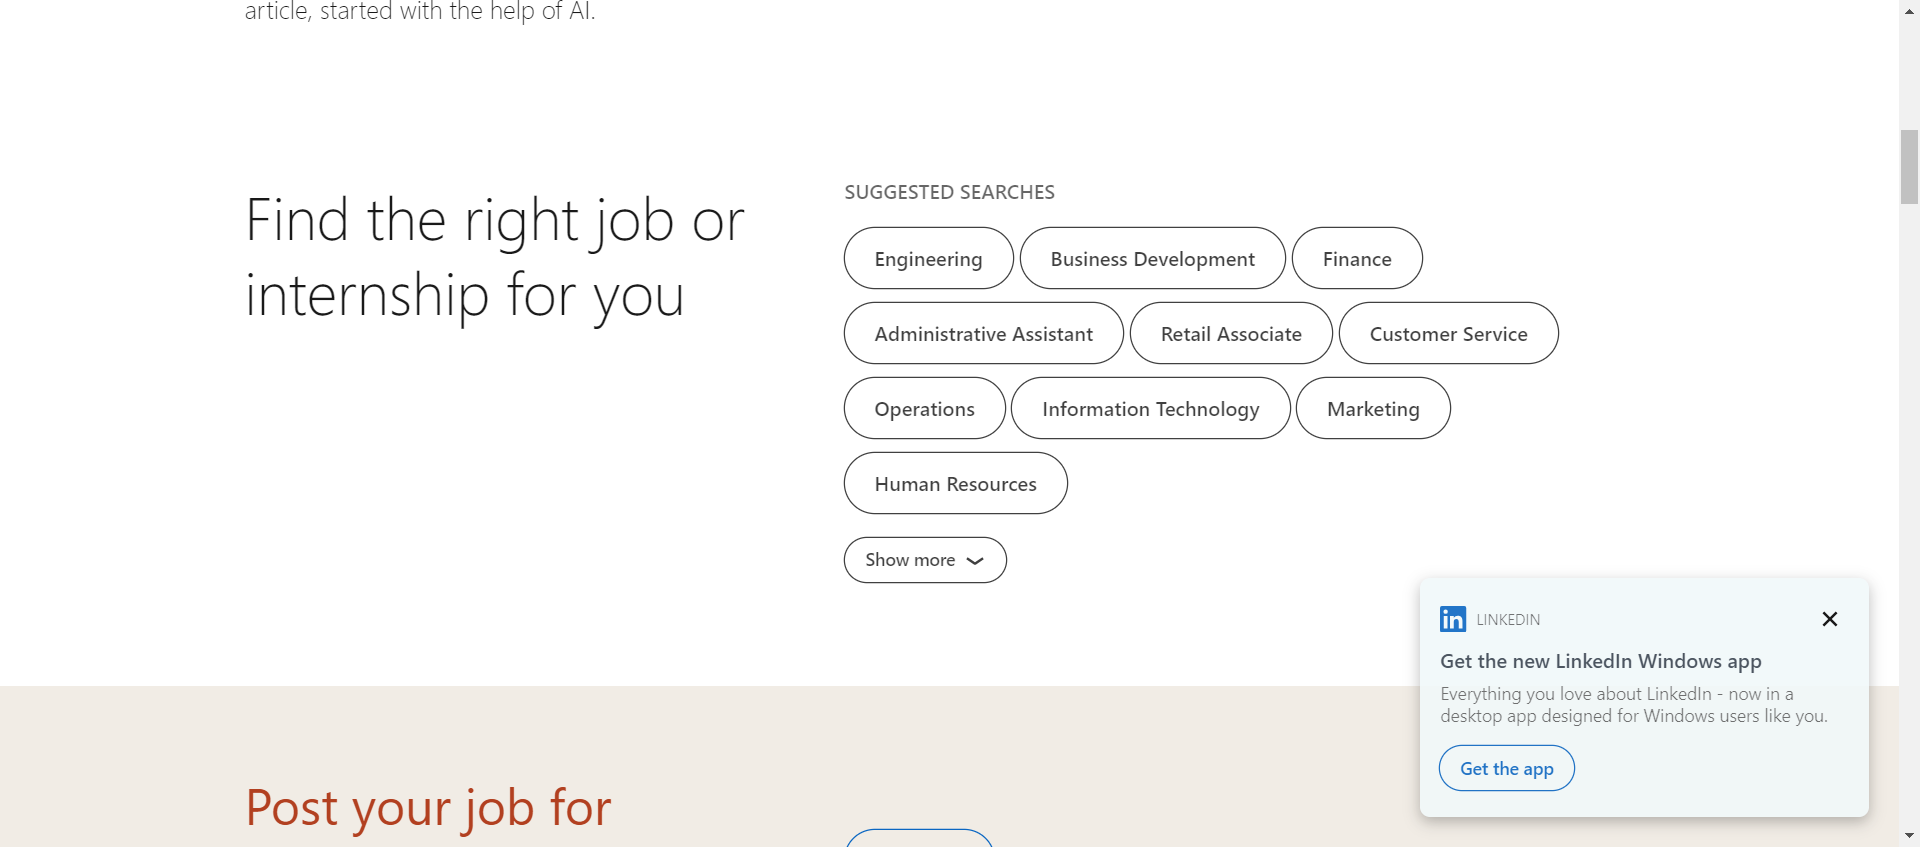 article, started with the help of AI.
Find the right job or
internship for you
SUGGESTED SEARCHES
Engineering
Business Development
Finance
Administrative Assistant
Retail Associate
Customer Service
Operations
Information Technology
Marketing
Human Resources
Show more
in LINKEDIN
Get the new LinkedIn Windows app
Everything you love about LinkedIn - now in a
desktop app designed for Windows users like you.
Get the app
Post your job for